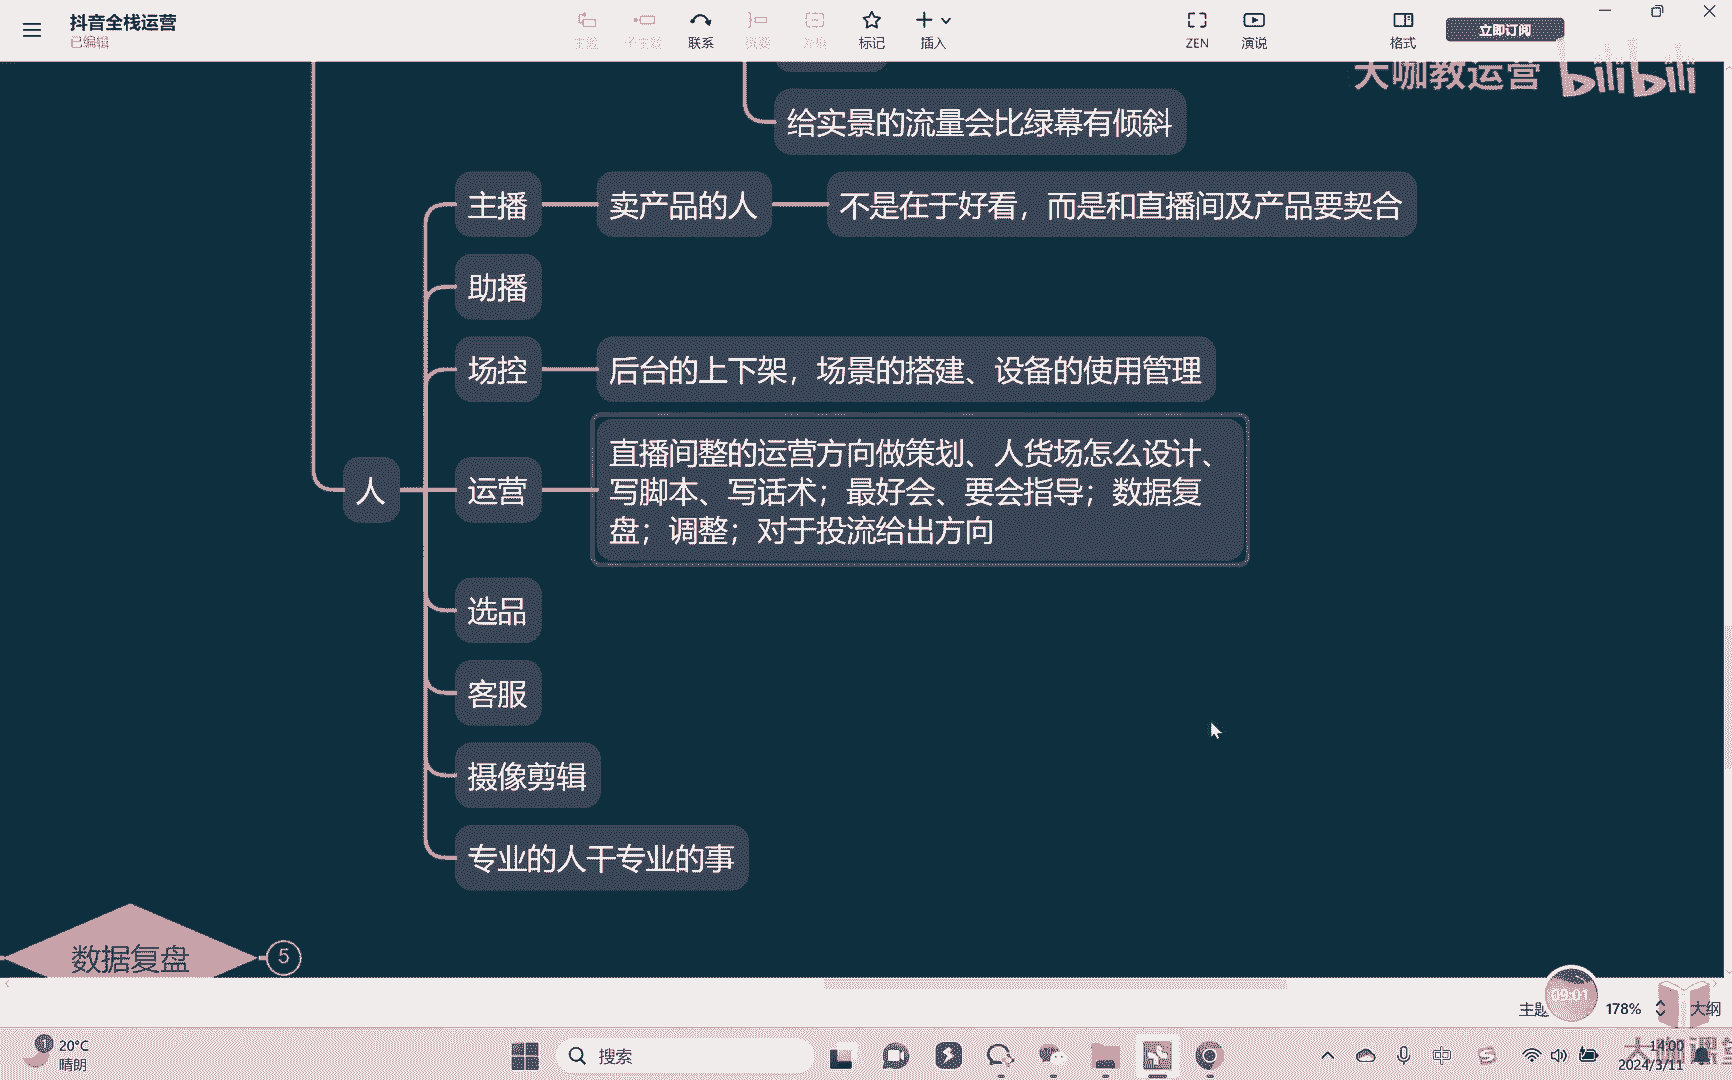 抖音全栈运营
已编辑
主题
子主题
联系
概要
外框
标记
插入
ZEN
演说
格式
立即订阅
大咖教运营 bilibili
给实景的流量会比绿幕有倾斜
主播
卖产品的人
不是在于好看，而是和直播间及产品要契合
助播
场控
后台的上下架，场景的搭建、设备的使用管理
人
运营
直播间整的运营方向做策划、人货场怎么设计、
写脚本、写话术；最好会、要会指导；数据复
盘；调整；对于投流给出方向
选品
客服
摄像剪辑
专业的人干专业的事
数据复盘
5
主题
09:01
178%
大纲
1
20°C
晴朗
搜索
中
14:00
2024/3/11
大咖课堂